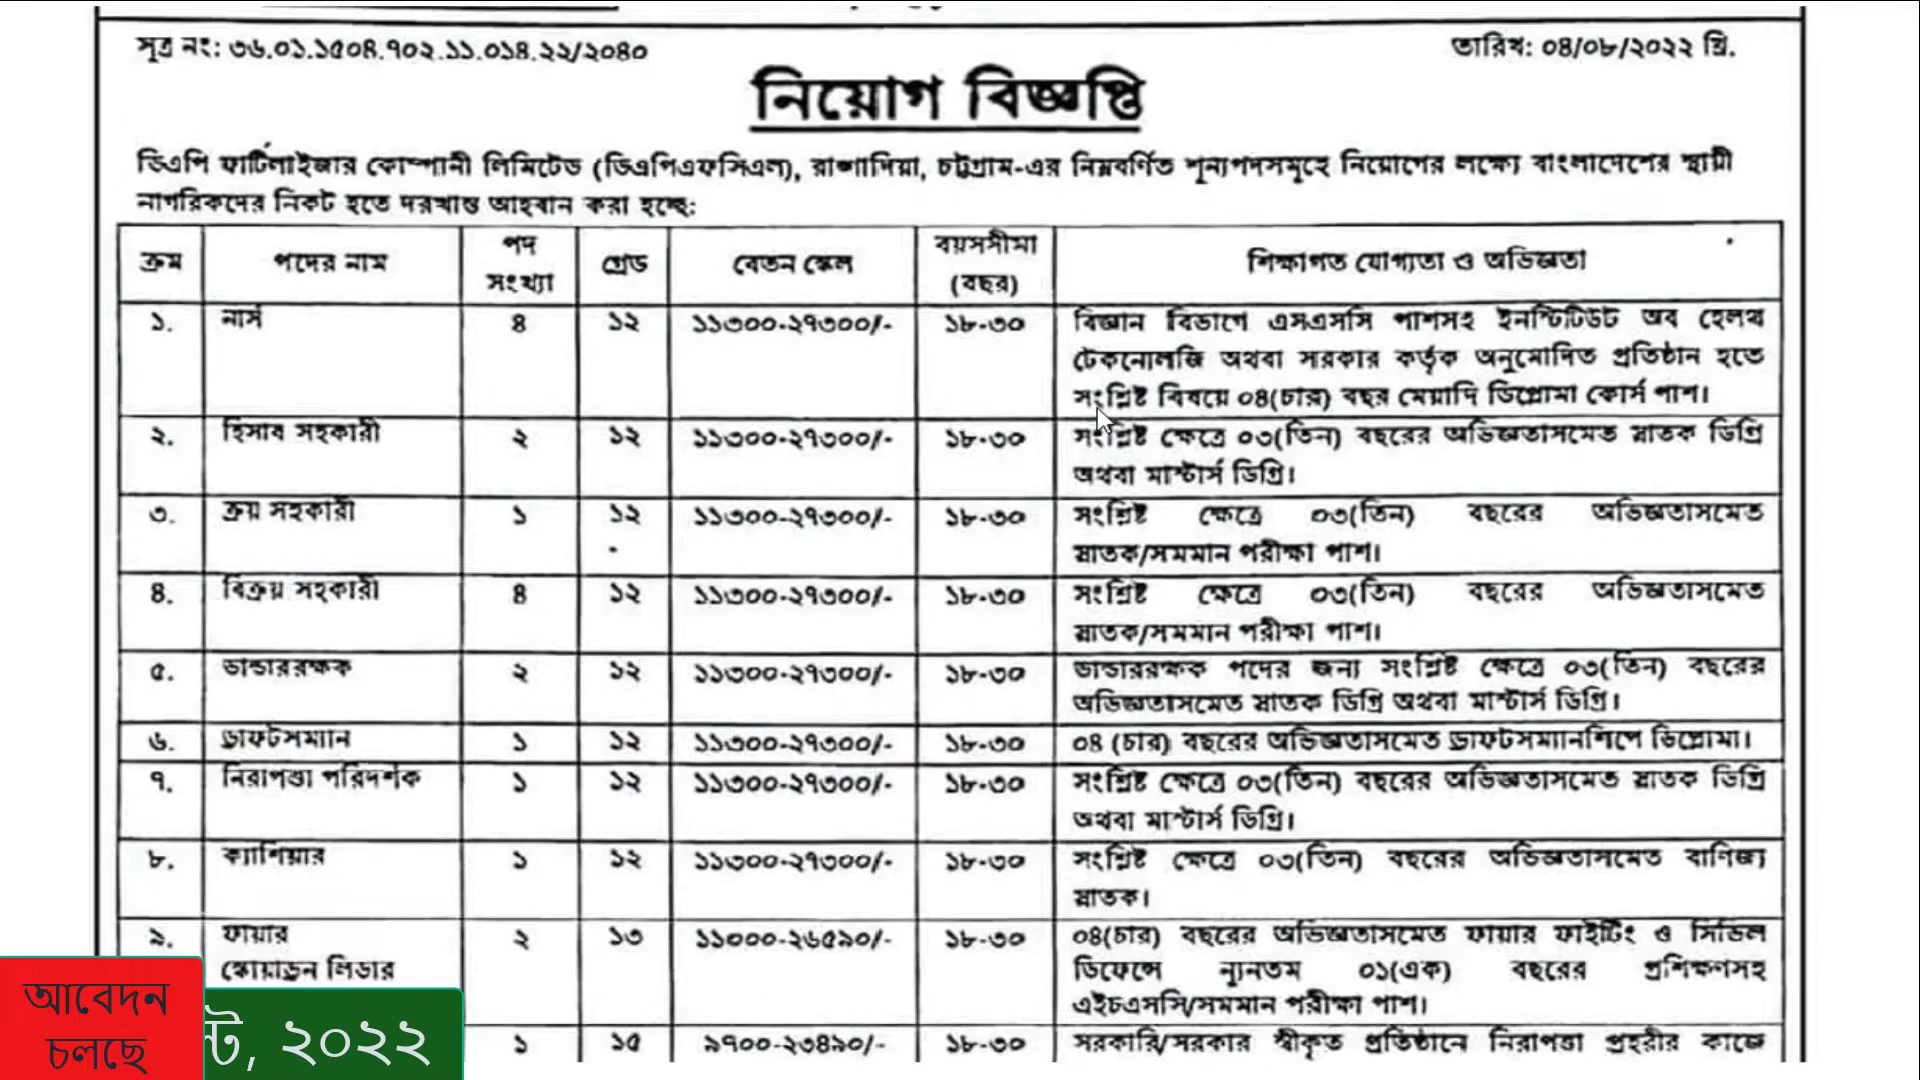 সূত্র নং: ৩৬.০১.১৫০৪.৭০২.১১.০১৪.২২/২০৪০ তারিখ: ০৪/০৮/২০২২ খ্রি.
নিয়োগ বিজ্ঞপ্তি
ডিএপি ফার্টিলাইজার কোম্পানী লিমিটেড (ডিএপিএফসিএল), রাঙ্গাদিয়া, চট্টগ্রাম-এর নিম্নবর্ণিত শূন্যপদসমূহে নিয়োগের লক্ষ্যে বাংলাদেশের স্থায়ী
নাগরিকদের নিকট হতে দরখাস্ত আহবান করা হচ্ছে:
ক্রম পদের নাম পদ সংখ্যা গ্রেড বেতন স্কেল বয়সসীমা (বছর) শিক্ষাগত যোগ্যতা ও অভিজ্ঞতা
১. নার্স ৪ ১২ ১১৩০০-২৭৩০০/- ১৮-৩০ বিজ্ঞান বিভাগে এসএসসি পাশসহ ইনস্টিটিউট অব হেলথ
টেকনোলজি অথবা সরকার কর্তৃক অনুমোদিত প্রতিষ্ঠান হতে
সংশ্লিষ্ট বিষয়ে ০৪(চার) বছর মেয়াদি ডিপ্লোমা কোর্স পাশ।
২. হিসাব সহকারী ২ ১২ ১১৩০০-২৭৩০০/- ১৮-৩০ সংশ্লিষ্ট ক্ষেত্রে ০৩(তিন) বছরের অভিজ্ঞতাসমেত স্নাতক ডিগ্রি
অথবা মাস্টার্স ডিগ্রি।
৩. ক্রয় সহকারী ১ ১২ ১১৩০০-২৭৩০০/- ১৮-৩০ সংশ্লিষ্ট ক্ষেত্রে ০৩(তিন) বছরের অভিজ্ঞতাসমেত
স্নাতক/সমমান পরীক্ষা পাশ।
৪. বিক্রয় সহকারী ৪ ১২ ১১৩০০-২৭৩০০/- ১৮-৩০ সংশ্লিষ্ট ক্ষেত্রে ০৩(তিন) বছরের অভিজ্ঞতাসমেত
স্নাতক/সমমান পরীক্ষা পাশ।
৫. ভান্ডাররক্ষক ২ ১২ ১১৩০০-২৭৩০০/- ১৮-৩০ ভান্ডাররক্ষক পদের জন্য সংশ্লিষ্ট ক্ষেত্রে ০৩(তিন) বছরের
অভিজ্ঞতাসমেত স্নাতক ডিগ্রি অথবা মাস্টার্স ডিগ্রি।
৬. ড্রাফটসম্যান ১ ১২ ১১৩০০-২৭৩০০/- ১৮-৩০ ০৪ (চার) বছরের অভিজ্ঞতাসমেত ড্রাফটসম্যানশিপে ডিপ্লোমা।
৭. নিরাপত্তা পরিদর্শক ১ ১২ ১১৩০০-২৭৩০০/- ১৮-৩০ সংশ্লিষ্ট ক্ষেত্রে ০৩(তিন) বছরের অভিজ্ঞতাসমেত স্নাতক ডিগ্রি
অথবা মাস্টার্স ডিগ্রি।
৮. ক্যাশিয়ার ১ ১২ ১১৩০০-২৭৩০০/- ১৮-৩০ সংশ্লিষ্ট ক্ষেত্রে ০৩(তিন) বছরের অভিজ্ঞতাসমেত বাণিজ্য
স্নাতক।
৯. ফায়ার ২ ১৩ ১১০০০-২৬৫৯০/- ১৮-৩০ ০৪(চার) বছরের অভিজ্ঞতাসমেত ফায়ার ফাইটিং ও সিভিল
স্কোয়াড্রন লিডার ডিফেন্সে ন্যূনতম ০১(এক) বছরের প্রশিক্ষণসহ
এইচএসসি/সমমান পরীক্ষা পাশ।
১ ১৫ ৯৭০০-২৩৪৯০/- ১৮-৩০ সরকারি/সরকার স্বীকৃত প্রতিষ্ঠানে নিরাপত্তা প্রহরীর কাজে
আবেদন
চলছে
স্ট, ২০২২